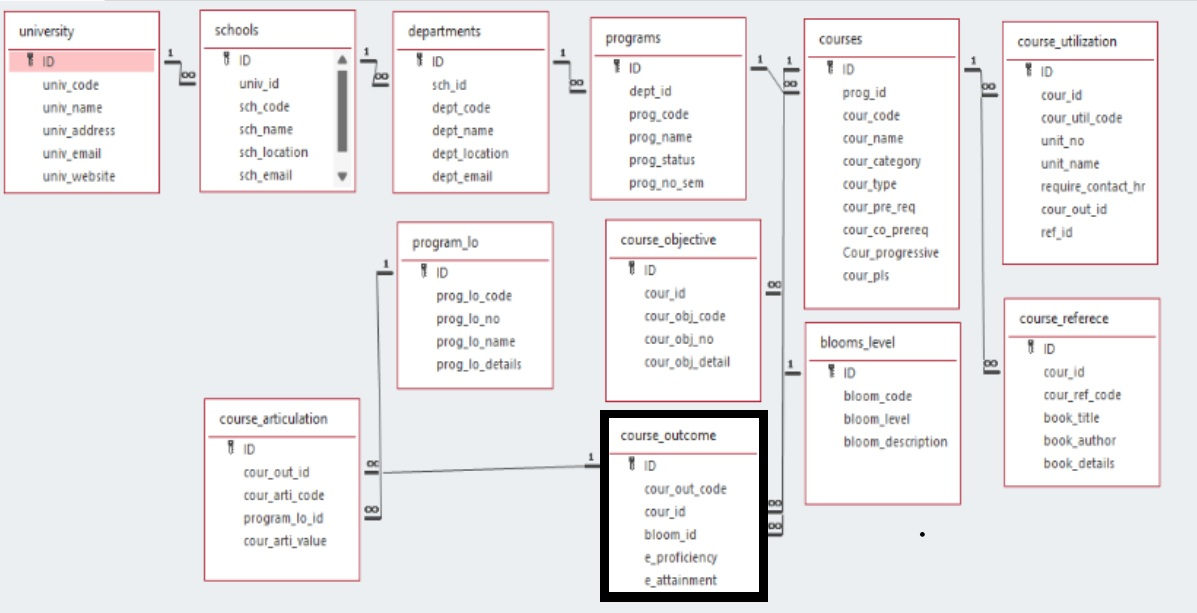 university
ID
univ_code
univ_name
univ_address
univ_email
univ_website
1
∞
schools
ID
univ_id
sch_code
sch_name
sch_location
sch_email
1
∞
departments
ID
sch_id
dept_code
dept_name
dept_location
dept_email
1
∞
programs
ID
dept_id
prog_code
prog_name
prog_status
prog_no_sem
1
1
∞
courses
ID
prog_id
cour_code
cour_name
cour_category
cour_type
cour_pre_req
cour_co_prereq
Cour_progressive
cour_pls
1
∞
course_utilization
ID
cour_id
cour_util_code
unit_no
unit_name
require_contact_hr
cour_out_id
ref_id
program_lo
1
ID
prog_lo_code
prog_lo_no
prog_lo_name
prog_lo_details
course_objective
ID
cour_id
cour_obj_code
cour_obj_no
cour_obj_detail
∞
blooms_level
1
ID
bloom_code
bloom_level
bloom_description
course_referece
∞
ID
cour_id
cour_ref_code
book_title
book_author
book_details
course_articulation
ID
cour_out_id
cour_arti_code
program_lo_id
cour_arti_value
∞
∞
1
course_outcome
ID
cour_out_code
cour_id
bloom_id
e_proficiency
e_attainment
∞
∞